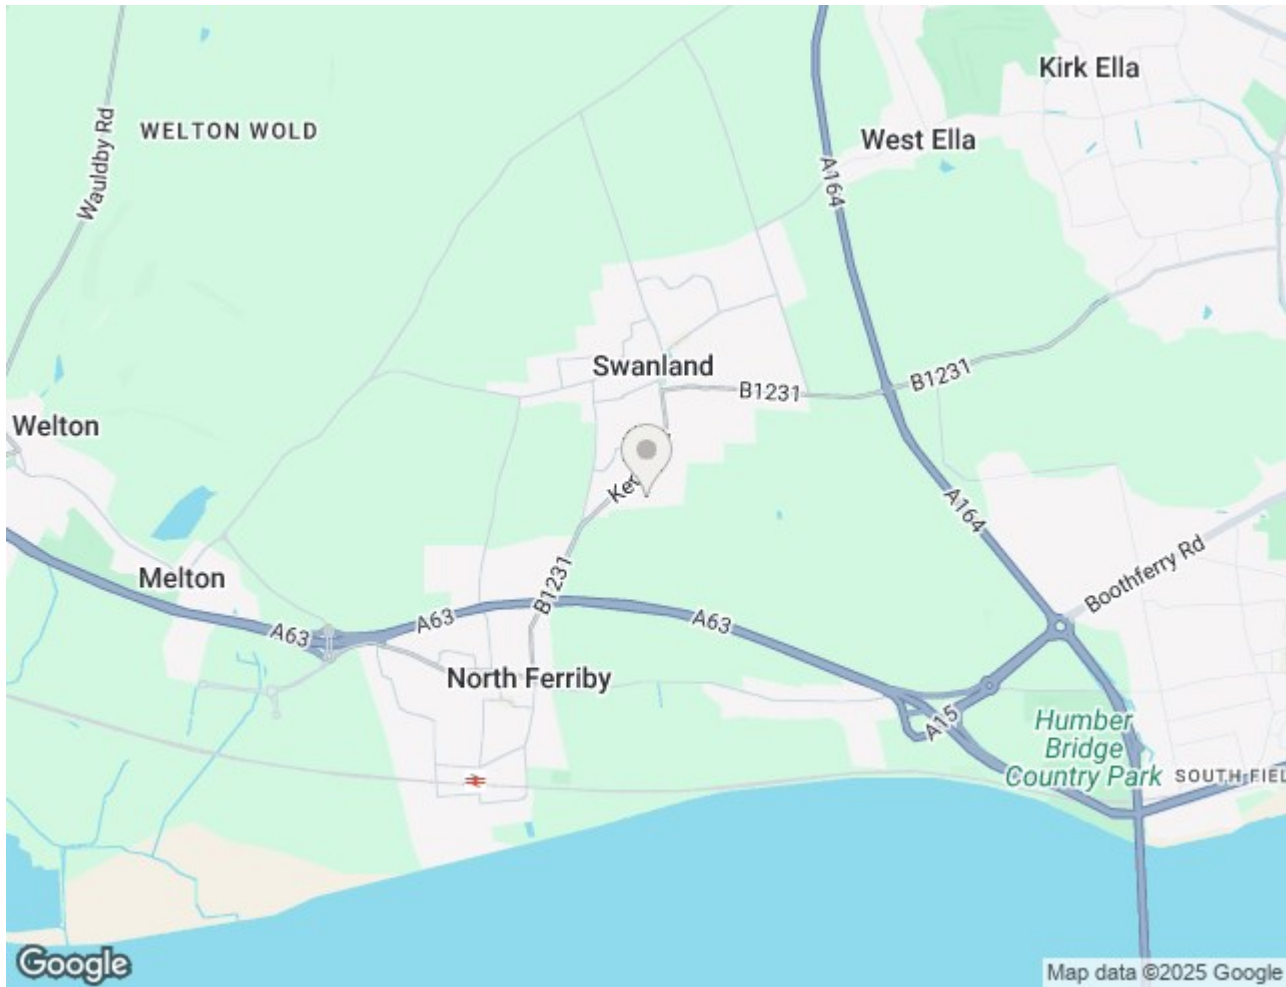 Kirk Ella
WELTON WOLD
West Ella
Wauldby Rd
A164
Swanland
B1231
B1231
Welton
Ke
A164
Boothferry Rd
Melton
B1231
A63
A63
A63
North Ferriby
A15
Humber
Bridge
Country Park
SOUTH FIEL
Google
Map data ©2025 Google